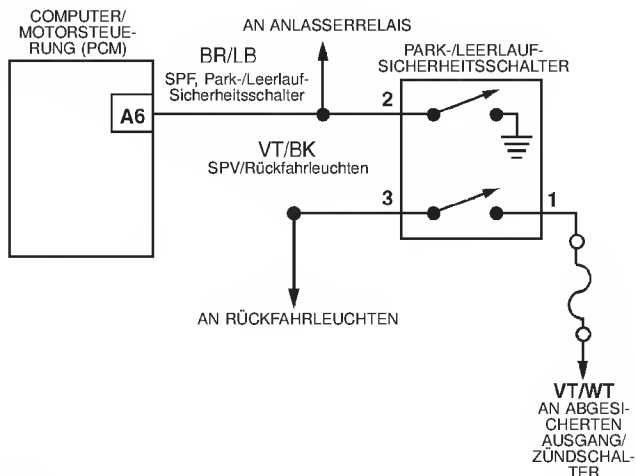 COMPUTER/
MOTORSTEUE-
RUNG (PCM)
AN ANLASSERRELAIS
BR/LB
SPF, Park-/Leerlauf-
Sicherheitsschalter
PARK-/LEERLAUF-
SICHERHEITSSCHALTER
A6
2
VT/BK
SPV/Rückfahrleuchten
3
1
AN RÜCKFAHRLEUCHTEN
VT/WT
AN ABGESI-
CHERTEN
AUSGANG/
ZÜNDSCHAL-
TER